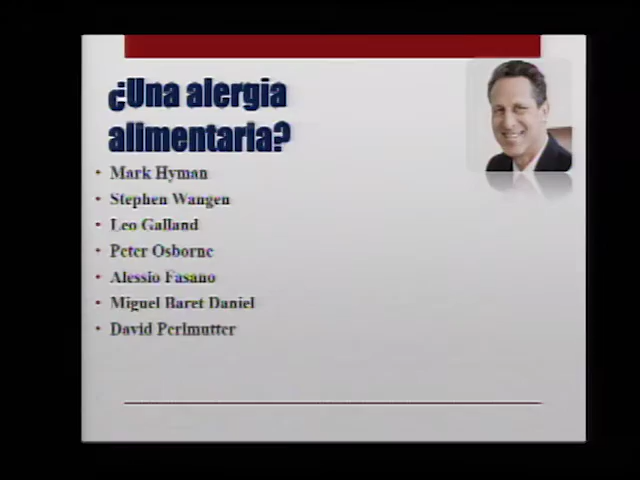 ¿Una alergia
alimentaria?
• Mark Hyman
• Stephen Wangen
• Leo Galland
• Peter Osborne
• Alessio Fasano
• Miguel Baret Daniel
• David Perlmutter